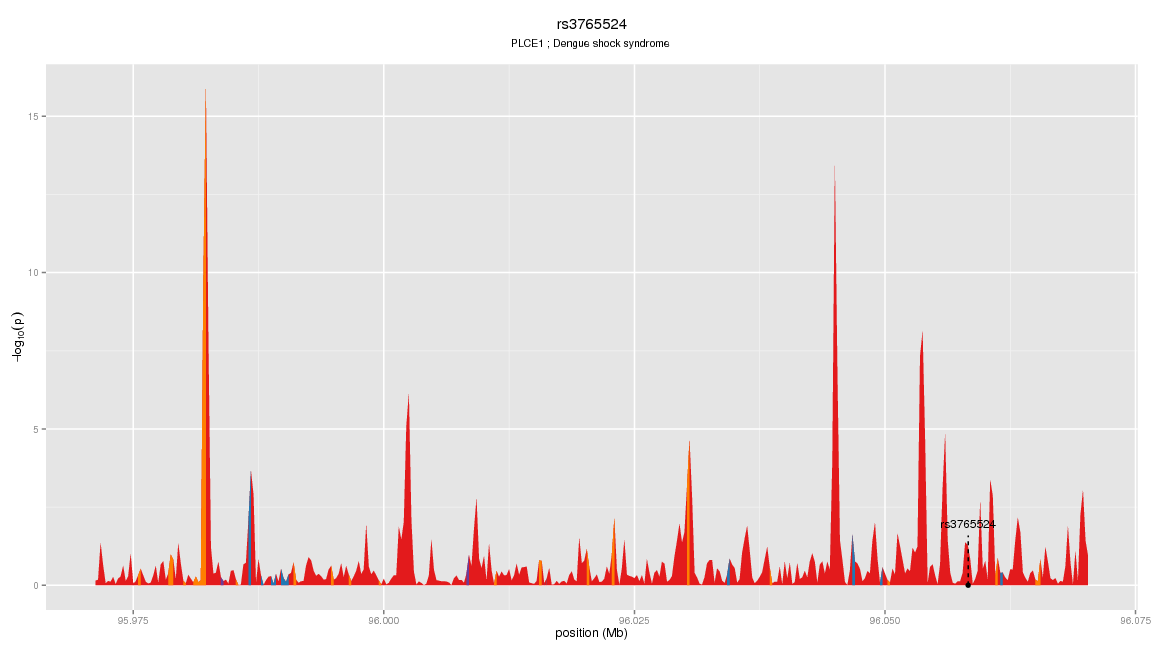 rs3765524
PLCE1 ; Dengue shock syndrome
15
10
5
0
−log10(p)
rs3765524
95.975
96.000
96.025
96.050
96.075
position (Mb)